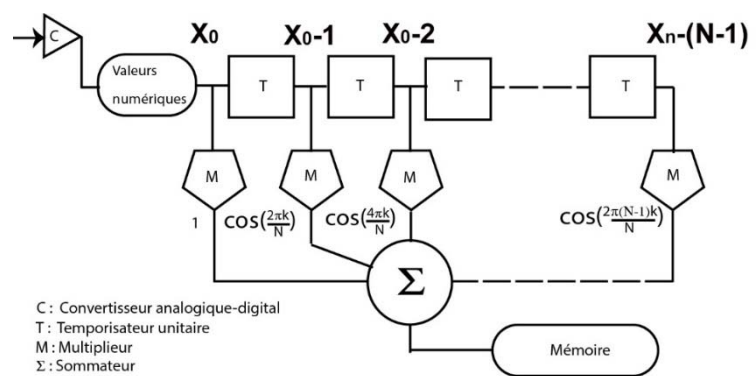 C
X₀ X₀-1 X₀-2 Xₙ-(N-1)
Valeurs
numériques
T T T T
M M M M
1 cos(2πk/N) cos(4πk/N) cos(2π(N-1)k/N)
Σ
C : Convertisseur analogique-digital
T : Temporisateur unitaire
M : Multiplieur
Σ : Sommateur
Mémoire